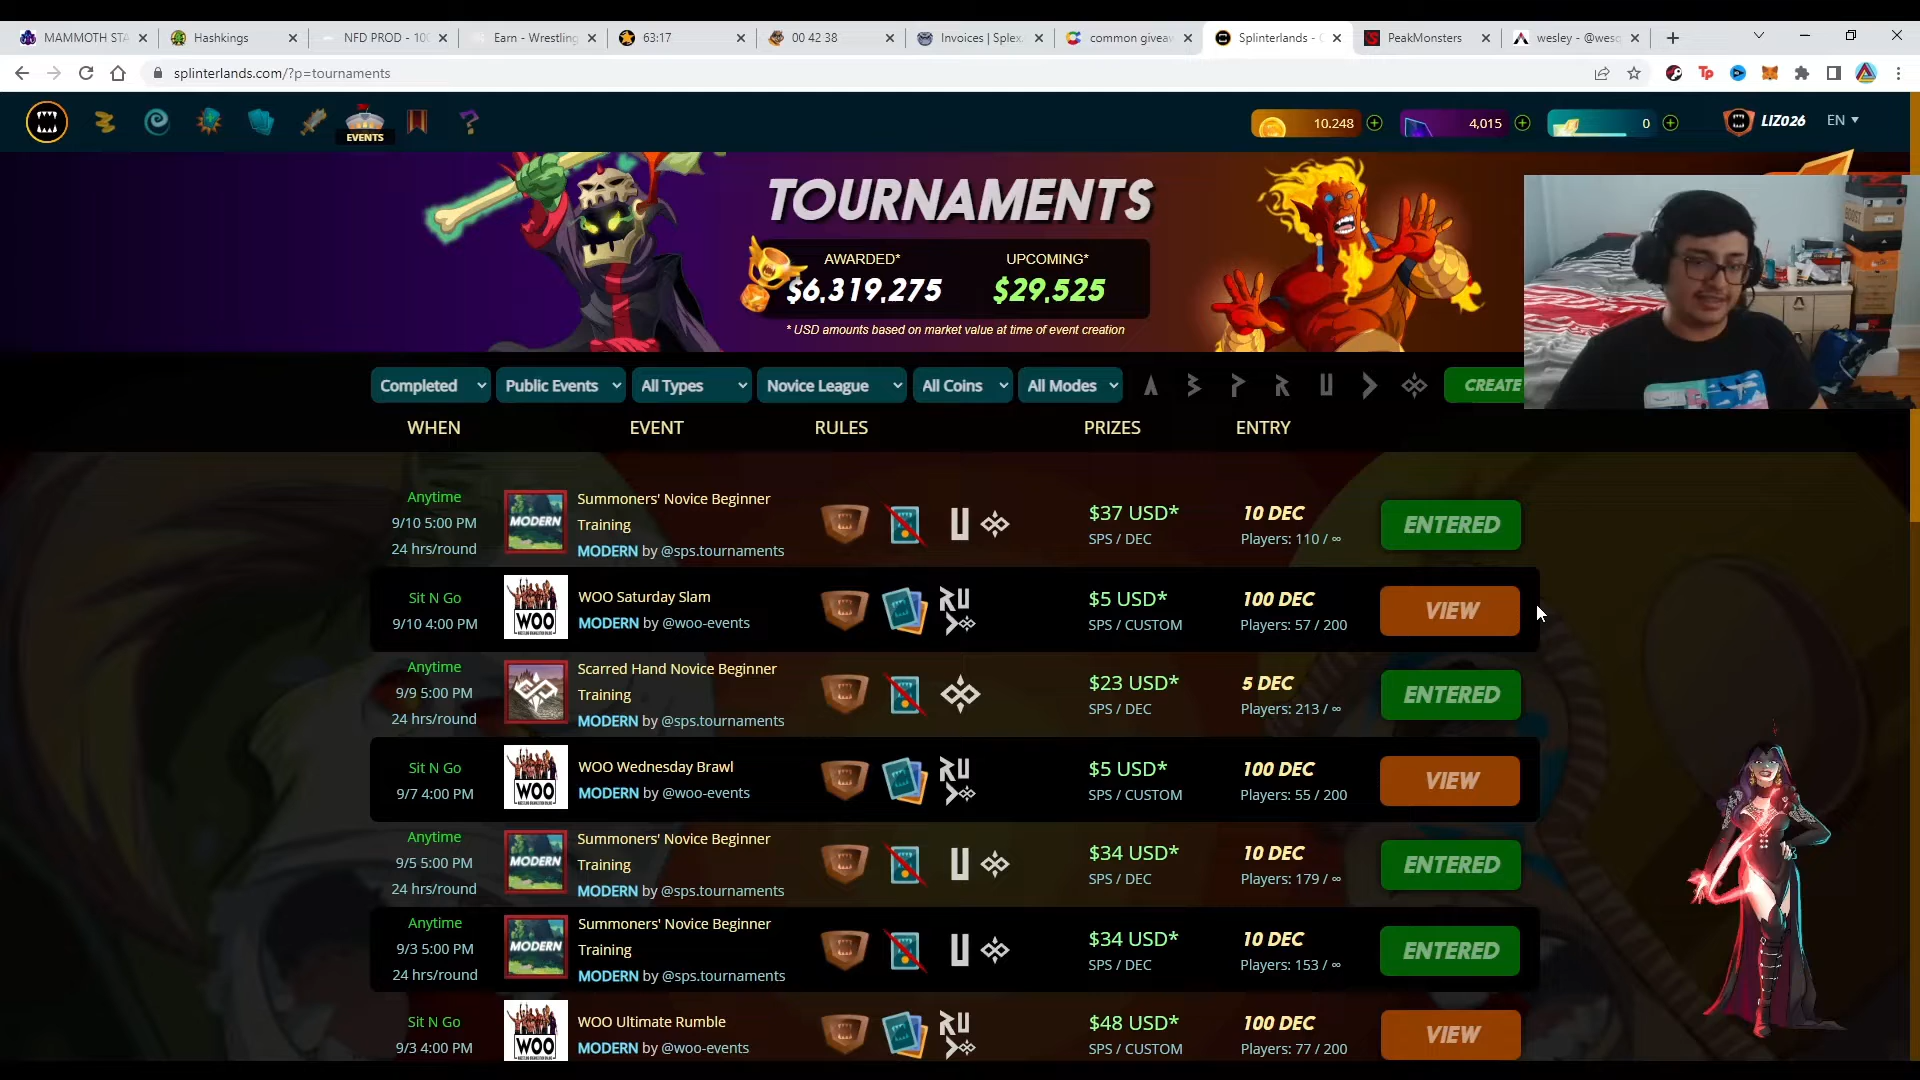 MAMMOTH STA
Hashkings
NFD PROD - 100
Earn - Wrestling
63:17
00 42 38
Invoices | Splex
common giveaw
Splinterlands -
PeakMonsters
wesley - @wesc
splinterlands.com/?p=tournaments
Tp
EVENTS
10.248
4,015
0
LIZ026
EN
TOURNAMENTS
AWARDED*
UPCOMING*
$6,319,275
$29,525
* USD amounts based on market value at time of event creation
Completed
Public Events
All Types
Novice League
All Coins
All Modes
CREATE
WHEN
EVENT
RULES
PRIZES
ENTRY
Anytime
9/10 5:00 PM
24 hrs/round
MODERN
Summoners' Novice Beginner
Training
MODERN by @sps.tournaments
$37 USD*
SPS / DEC
10 DEC
Players: 110 / ∞
ENTERED
Sit N Go
9/10 4:00 PM
WOO
WOO Saturday Slam
MODERN by @woo-events
$5 USD*
SPS / CUSTOM
100 DEC
Players: 57 / 200
VIEW
Anytime
9/9 5:00 PM
24 hrs/round
Scarred Hand Novice Beginner
Training
MODERN by @sps.tournaments
$23 USD*
SPS / DEC
5 DEC
Players: 213 / ∞
ENTERED
Sit N Go
9/7 4:00 PM
WOO
WOO Wednesday Brawl
MODERN by @woo-events
$5 USD*
SPS / CUSTOM
100 DEC
Players: 55 / 200
VIEW
Anytime
9/5 5:00 PM
24 hrs/round
MODERN
Summoners' Novice Beginner
Training
MODERN by @sps.tournaments
$34 USD*
SPS / DEC
10 DEC
Players: 179 / ∞
ENTERED
Anytime
9/3 5:00 PM
24 hrs/round
MODERN
Summoners' Novice Beginner
Training
MODERN by @sps.tournaments
$34 USD*
SPS / DEC
10 DEC
Players: 153 / ∞
ENTERED
Sit N Go
9/3 4:00 PM
WOO
WOO Ultimate Rumble
MODERN by @woo-events
$48 USD*
SPS / CUSTOM
100 DEC
Players: 77 / 200
VIEW